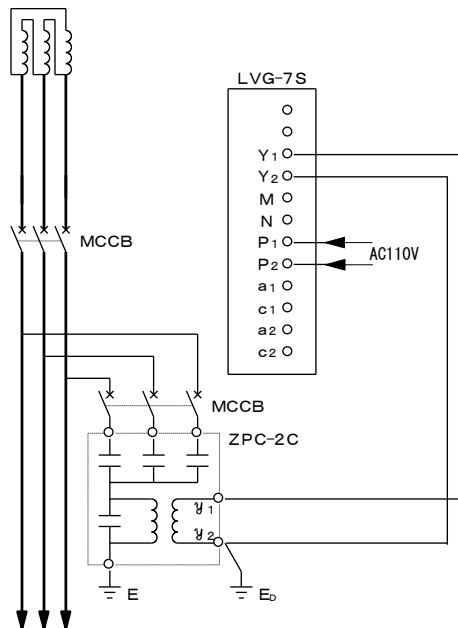 LVG-7S
Y1
Y2
M
N
P1
P2
a1
c1
a2
c2
AC110V
MCCB
MCCB
ZPC-2C
y1
y2
E
ED